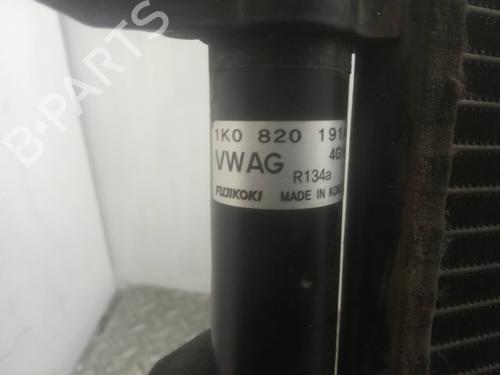 B-PARTS
1K0 820 191
VWAG
R134a
FUJIKOKI MADE IN